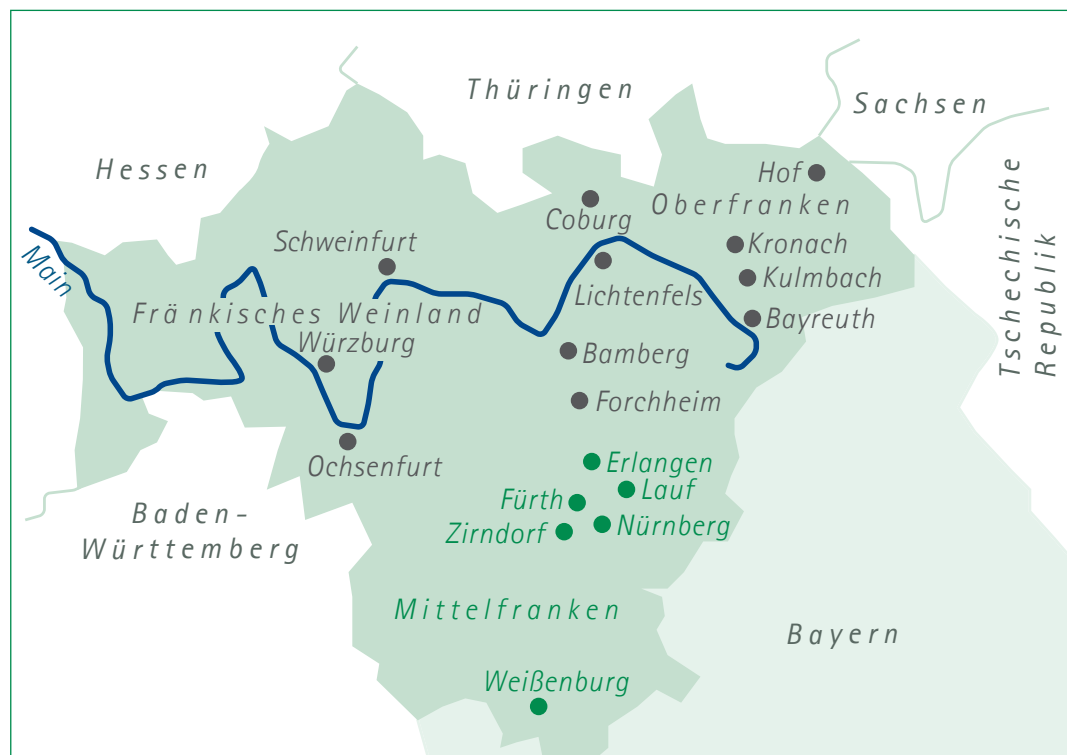 Thüringen
Sachsen
Hessen
Hof
Tschechische
Republik
Oberfranken
Coburg
Schweinfurt
Kronach
Main
Kulmbach
Lichtenfels
Fränkisches Weinland
Bayreuth
Würzburg
Bamberg
Forchheim
Ochsenfurt
Erlangen
Lauf
Fürth
Baden-
Württemberg
Zirndorf
Nürnberg
Mittelfranken
Bayern
Weißenburg